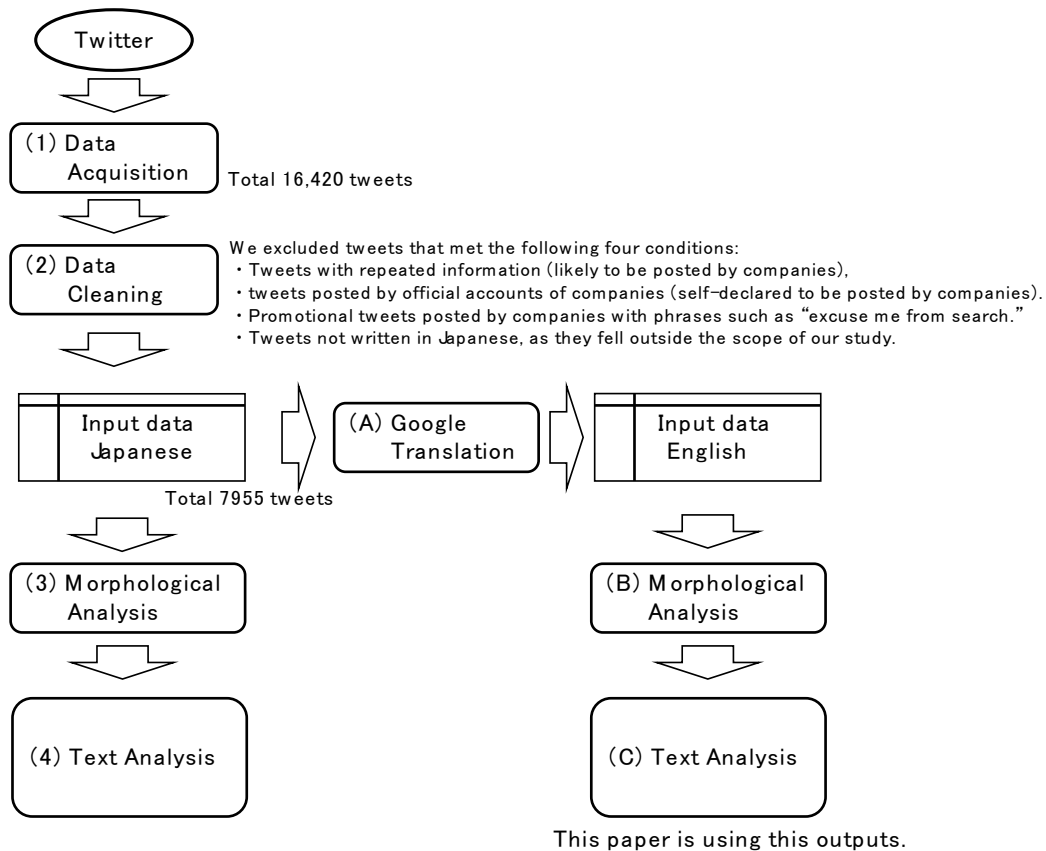 Twitter
(1) Data
Acquisition
Total 16,420 tweets
(2) Data
Cleaning
We excluded tweets that met the following four conditions:
・Tweets with repeated information (likely to be posted by companies),
・tweets posted by official accounts of companies (self-declared to be posted by companies).
・Promotional tweets posted by companies with phrases such as “excuse me from search.”
・Tweets not written in Japanese, as they fell outside the scope of our study.
Input data
Japanese
(A) Google
Translation
Input data
English
Total 7955 tweets
(3) Morphological
Analysis
(B) Morphological
Analysis
(4) Text Analysis
(C) Text Analysis
This paper is using this outputs.